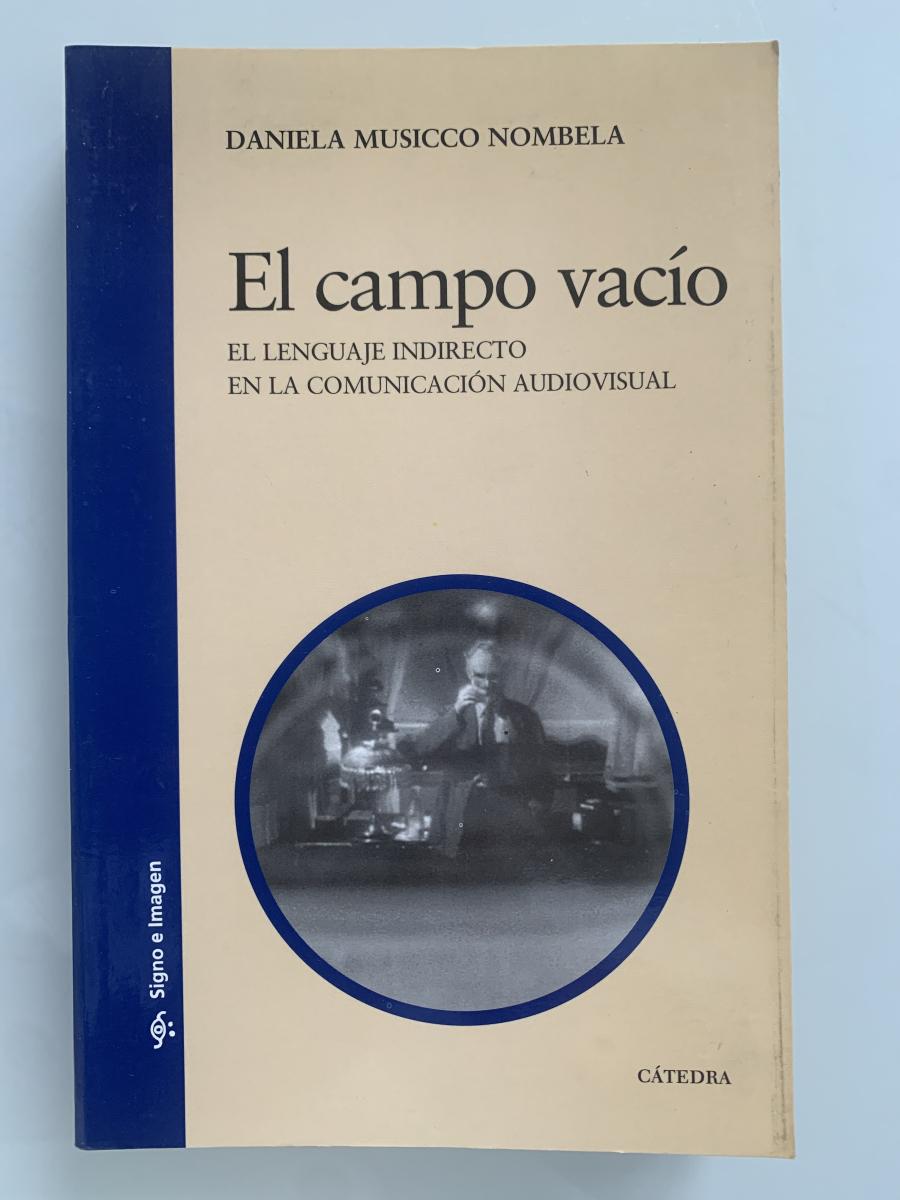 DANIELA MUSICCO NOMBELA
El campo vacío
EL LENGUAJE INDIRECTO
EN LA COMUNICACIÓN AUDIOVISUAL
Signo e Imagen
CÁTEDRA